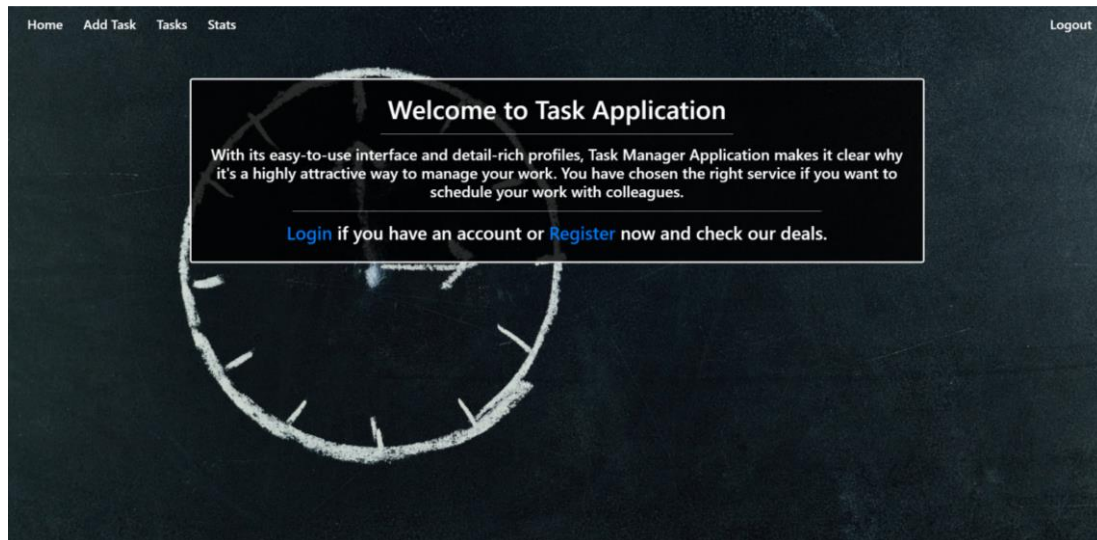 Home Add Task Tasks Stats Logout
Welcome to Task Application
With its easy-to-use interface and detail-rich profiles, Task Manager Application makes it clear why
it's a highly attractive way to manage your work. You have chosen the right service if you want to
schedule your work with colleagues.
Login if you have an account or Register now and check our deals.